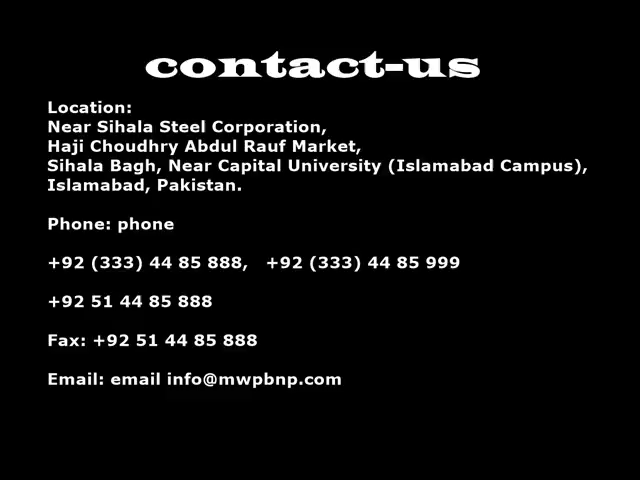 contact-us
Location:
Near Sihala Steel Corporation,
Haji Choudhry Abdul Rauf Market,
Sihala Bagh, Near Capital University (Islamabad Campus),
Islamabad, Pakistan.
Phone: phone
+92 (333) 44 85 888,   +92 (333) 44 85 999
+92 51 44 85 888
Fax: +92 51 44 85 888
Email: email info@mwpbnp.com